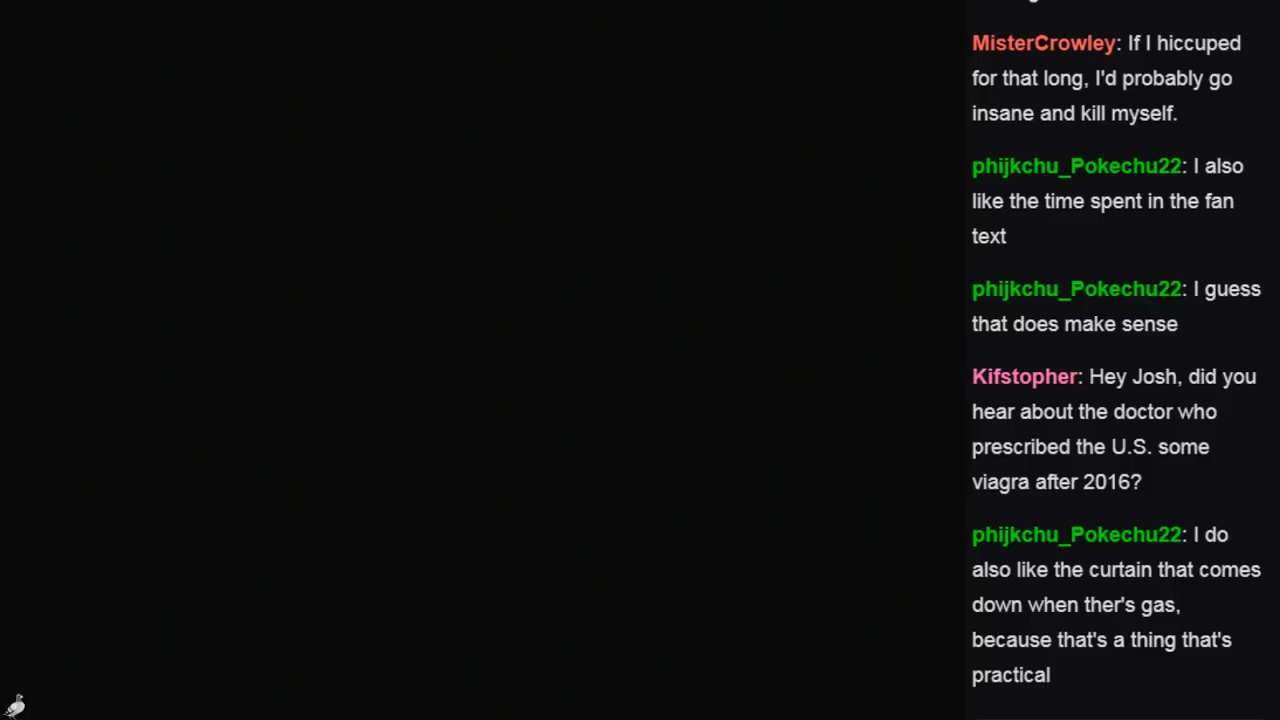 MisterCrowley: If I hiccuped
for that long, I'd probably go
insane and kill myself.
phijkchu_Pokechu22: I also
like the time spent in the fan
text
phijkchu_Pokechu22: I guess
that does make sense
Kifstopher: Hey Josh, did you
hear about the doctor who
prescribed the U.S. some
viagra after 2016?
phijkchu_Pokechu22: I do
also like the curtain that comes
down when ther's gas,
because that's a thing that's
practical